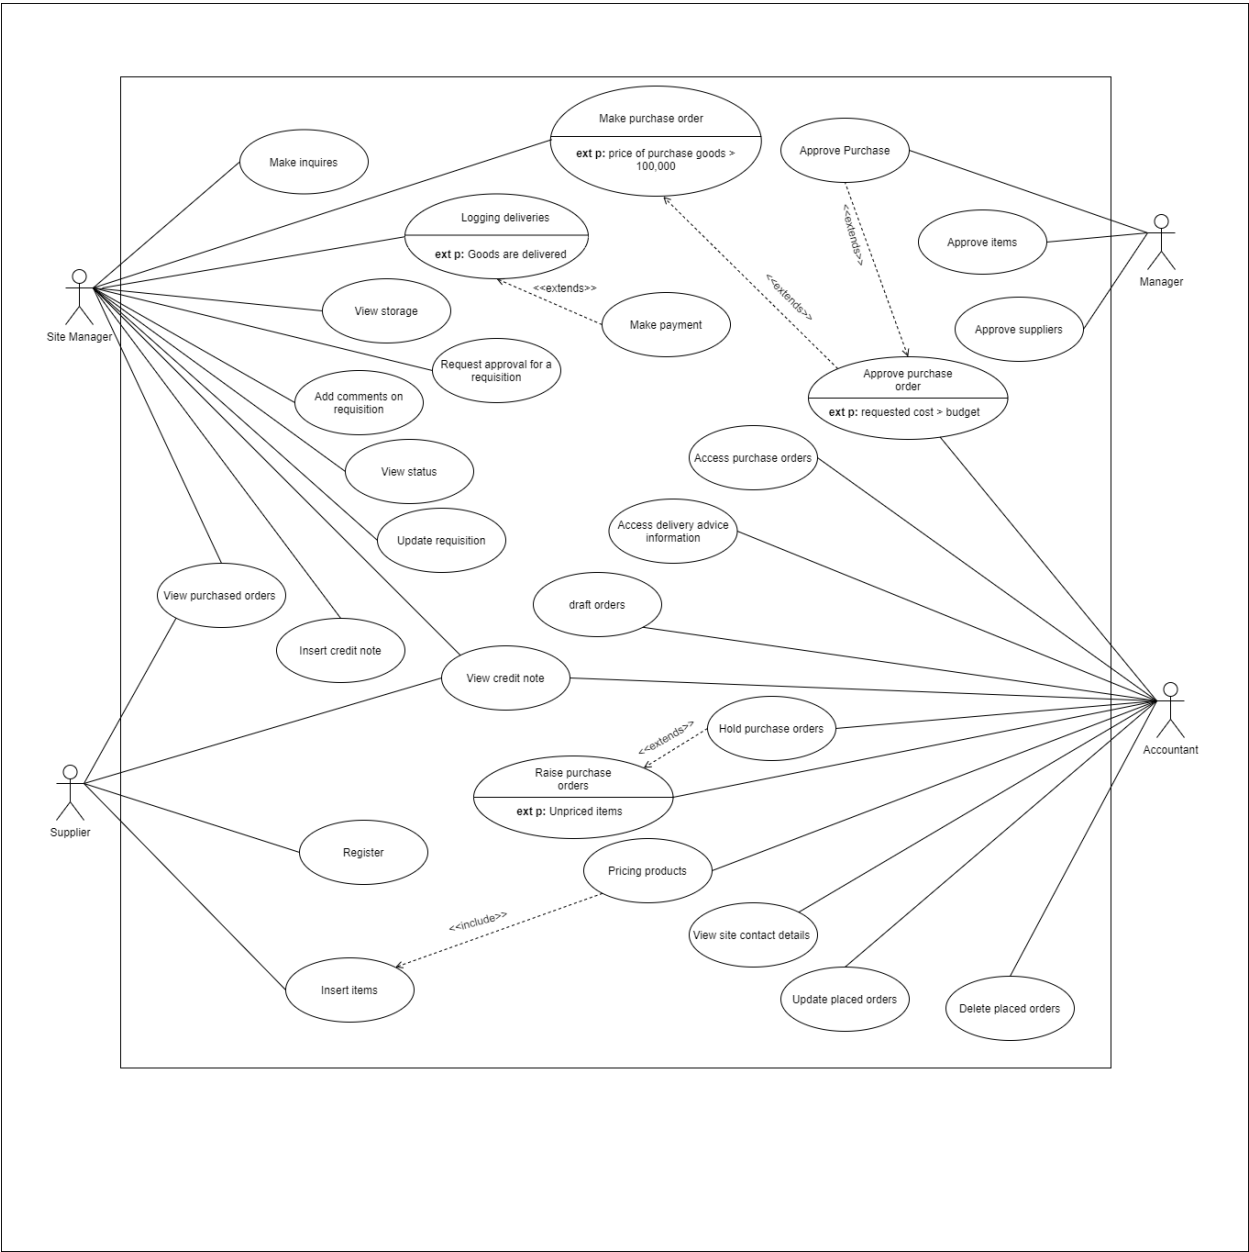 Make purchase order
ext p: price of purchase goods >
100,000
Approve Purchase
Make inquires
Logging deliveries
ext p: Goods are delivered
<<extends>>
Approve items
Manager
<<extends>>
<<extends>>
View storage
Make payment
Approve suppliers
Site Manager
Request approval for a
requisition
Approve purchase
order
ext p: requested cost > budget
Add comments on
requisition
Access purchase orders
View status
Access delivery advice
information
Update requisition
View purchased orders
draft orders
Insert credit note
View credit note
Hold purchase orders
<<extends>>
Accountant
Raise purchase
orders
ext p: Unpriced items
Supplier
Register
Pricing products
<<include>>
View site contact details
Insert items
Update placed orders
Delete placed orders